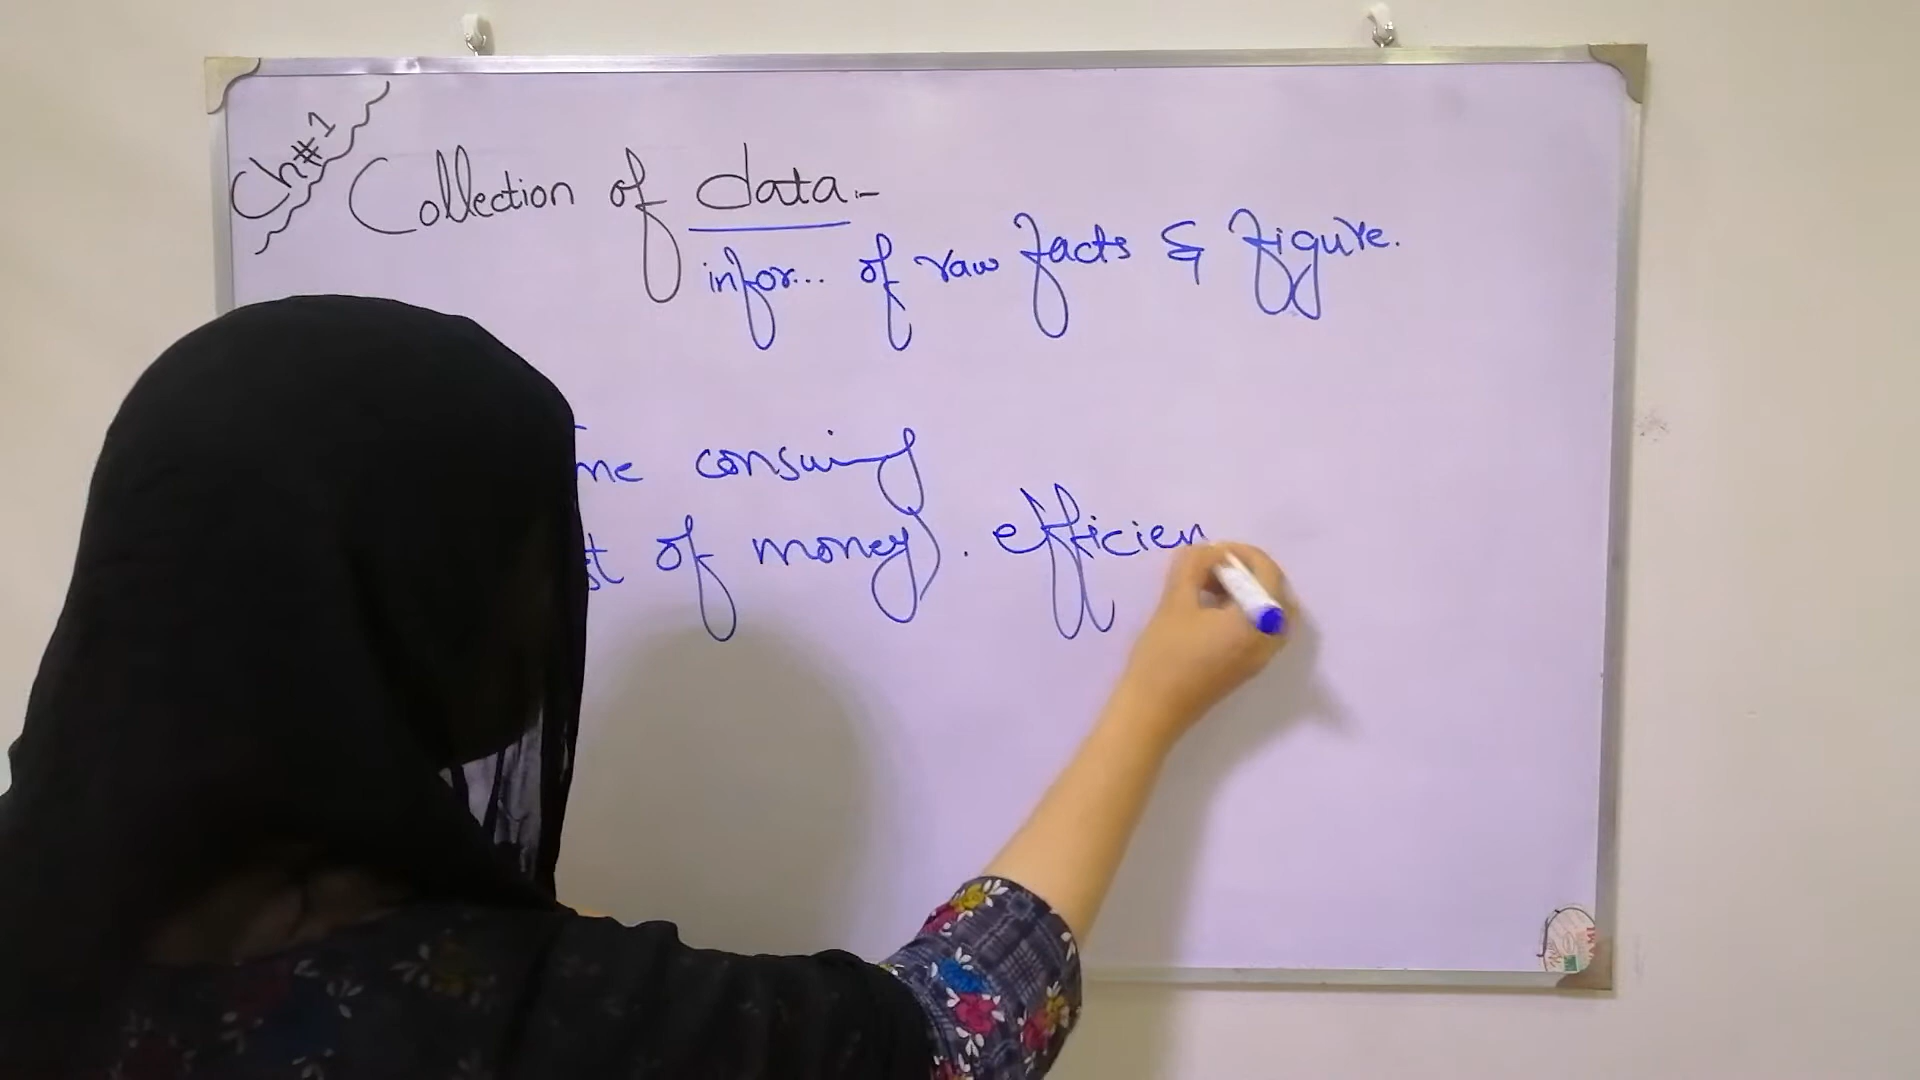 Ch#1
Collection of data:-
infor... of raw facts & figure.
me consuing
st of money). efficien